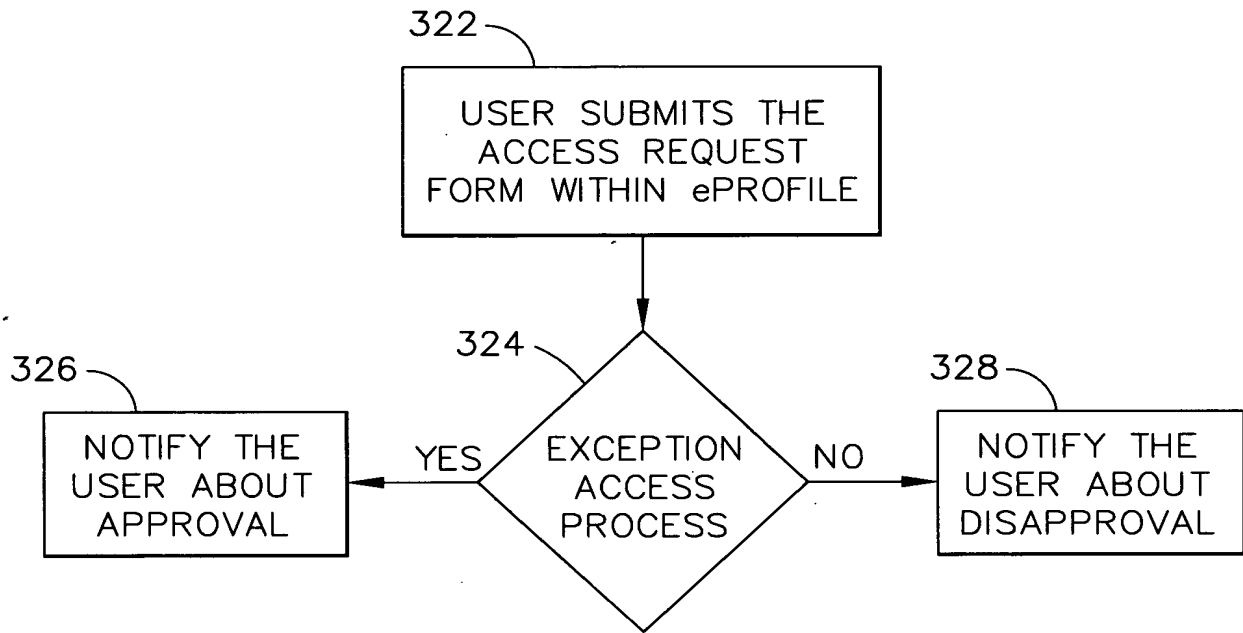 322
USER SUBMITS THE
ACCESS REQUEST
FORM WITHIN ePROFILE
324
326
328
NOTIFY THE
USER ABOUT
APPROVAL
YES
EXCEPTION
ACCESS
PROCESS
NO
NOTIFY THE
USER ABOUT
DISAPPROVAL